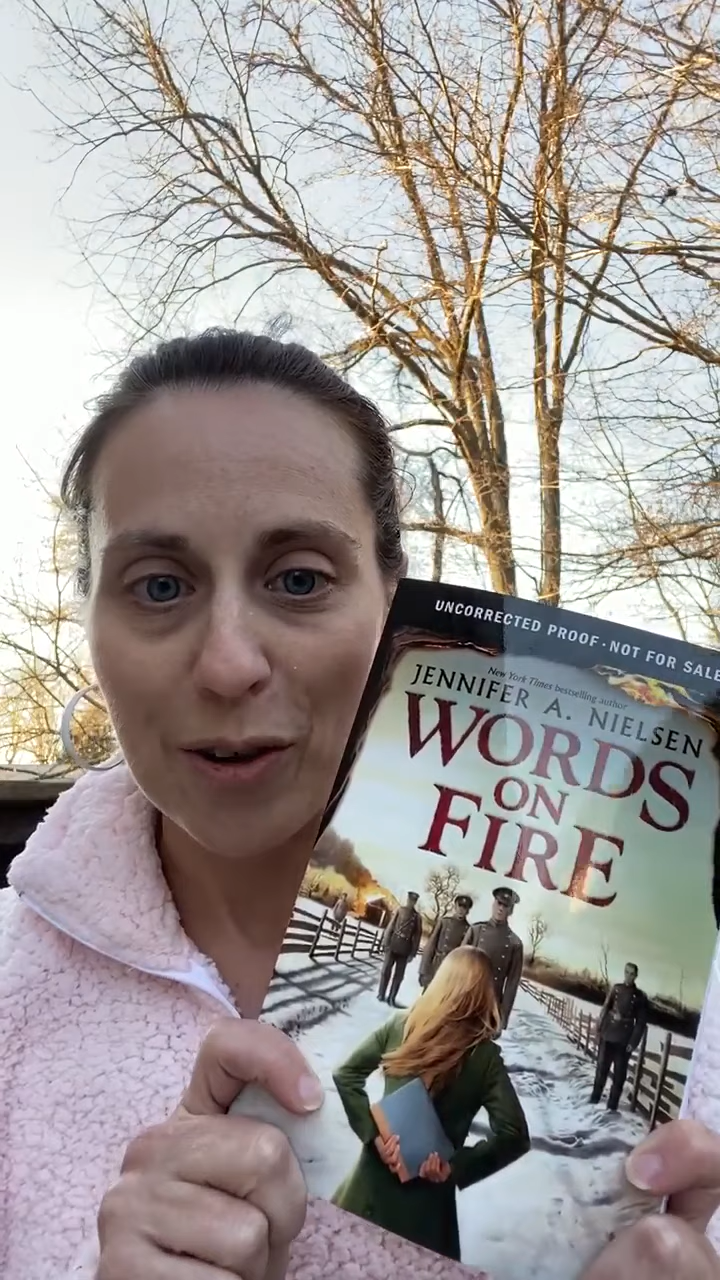 UNCORRECTED PROOF · NOT FOR SALE
New York Times bestselling author
JENNIFER A. NIELSEN
WORDS
ON
FIRE